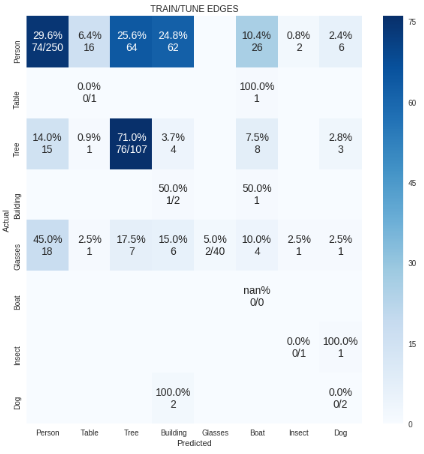 TRAIN/TUNE EDGES
29.6% 6.4% 25.6% 24.8% 10.4% 0.8% 2.4%
74/250 16 64 62 26 2 6
0.0% 100.0%
0/1 1
14.0% 0.9% 71.0% 3.7% 7.5% 2.8%
15 1 76/107 4 8 3
50.0% 50.0%
1/2 1
45.0% 2.5% 17.5% 15.0% 5.0% 10.0% 2.5% 2.5%
18 1 7 6 2/40 4 1 1
nan%
0/0
0.0% 100.0%
0/1 1
100.0% 0.0%
2 0/2
Person
Table
Tree
Building
Glasses
Boat
Insect
Dog
Actual
Person Table Tree Building Glasses Boat Insect Dog
Predicted
75
60
45
30
15
0